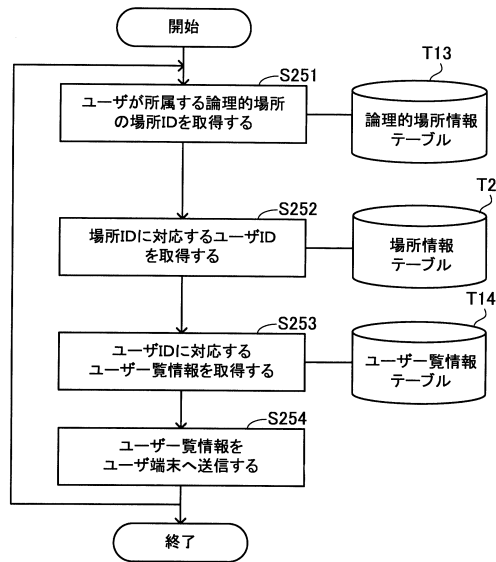 開始
S251
ユーザが所属する論理的場所
の場所IDを取得する
T13
論理的場所情報
テーブル
S252
場所IDに対応するユーザID
を取得する
T2
場所情報
テーブル
S253
ユーザIDに対応する
ユーザ一覧情報を取得する
T14
ユーザ一覧情報
テーブル
S254
ユーザ一覧情報を
ユーザ端末へ送信する
終了